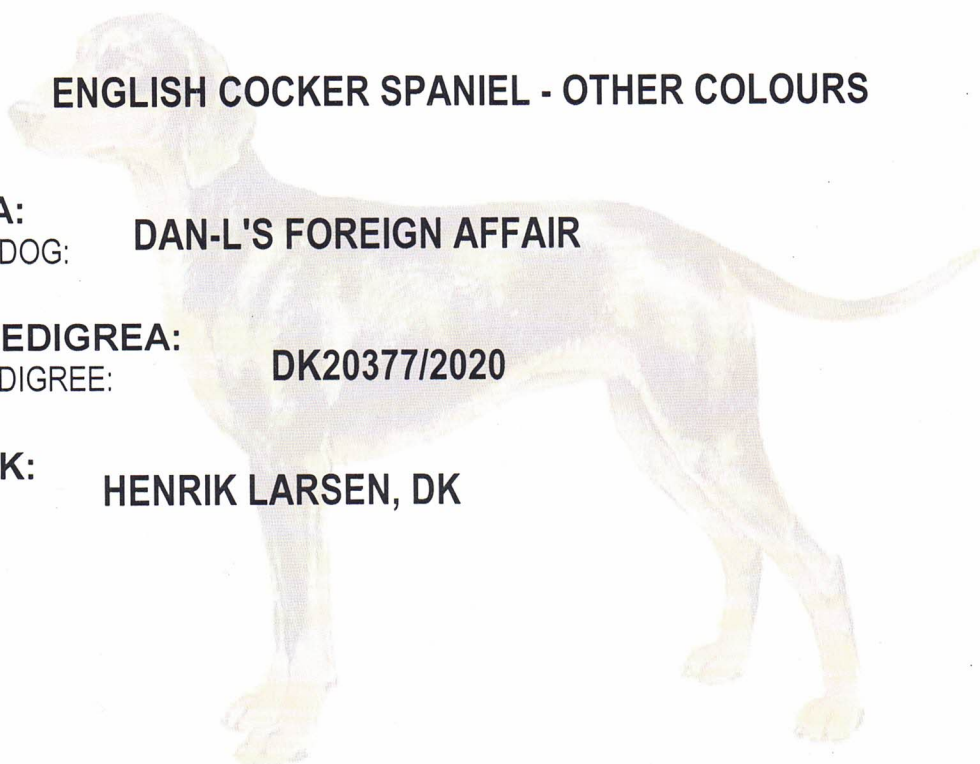 ENGLISH COCKER SPANIEL - OTHER COLOURS
A:
DOG: DAN-L'S FOREIGN AFFAIR
EDIGREA:
DIGREE: DK20377/2020
K:
HENRIK LARSEN, DK